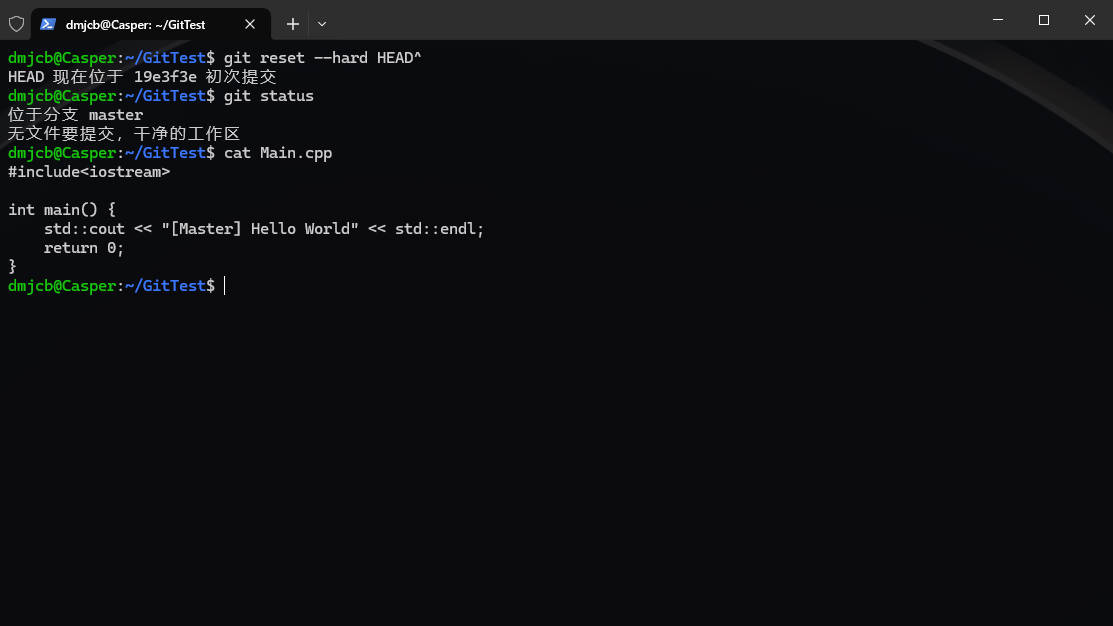 dmjcb@Casper: ~/GitTest
dmjcb@Casper:~/GitTest$ git reset --hard HEAD^
HEAD 现在位于 19e3f3e 初次提交
dmjcb@Casper:~/GitTest$ git status
位于分支 master
无文件要提交，干净的工作区
dmjcb@Casper:~/GitTest$ cat Main.cpp
#include<iostream>
int main() {
    std::cout << "[Master] Hello World" << std::endl;
    return 0;
}
dmjcb@Casper:~/GitTest$